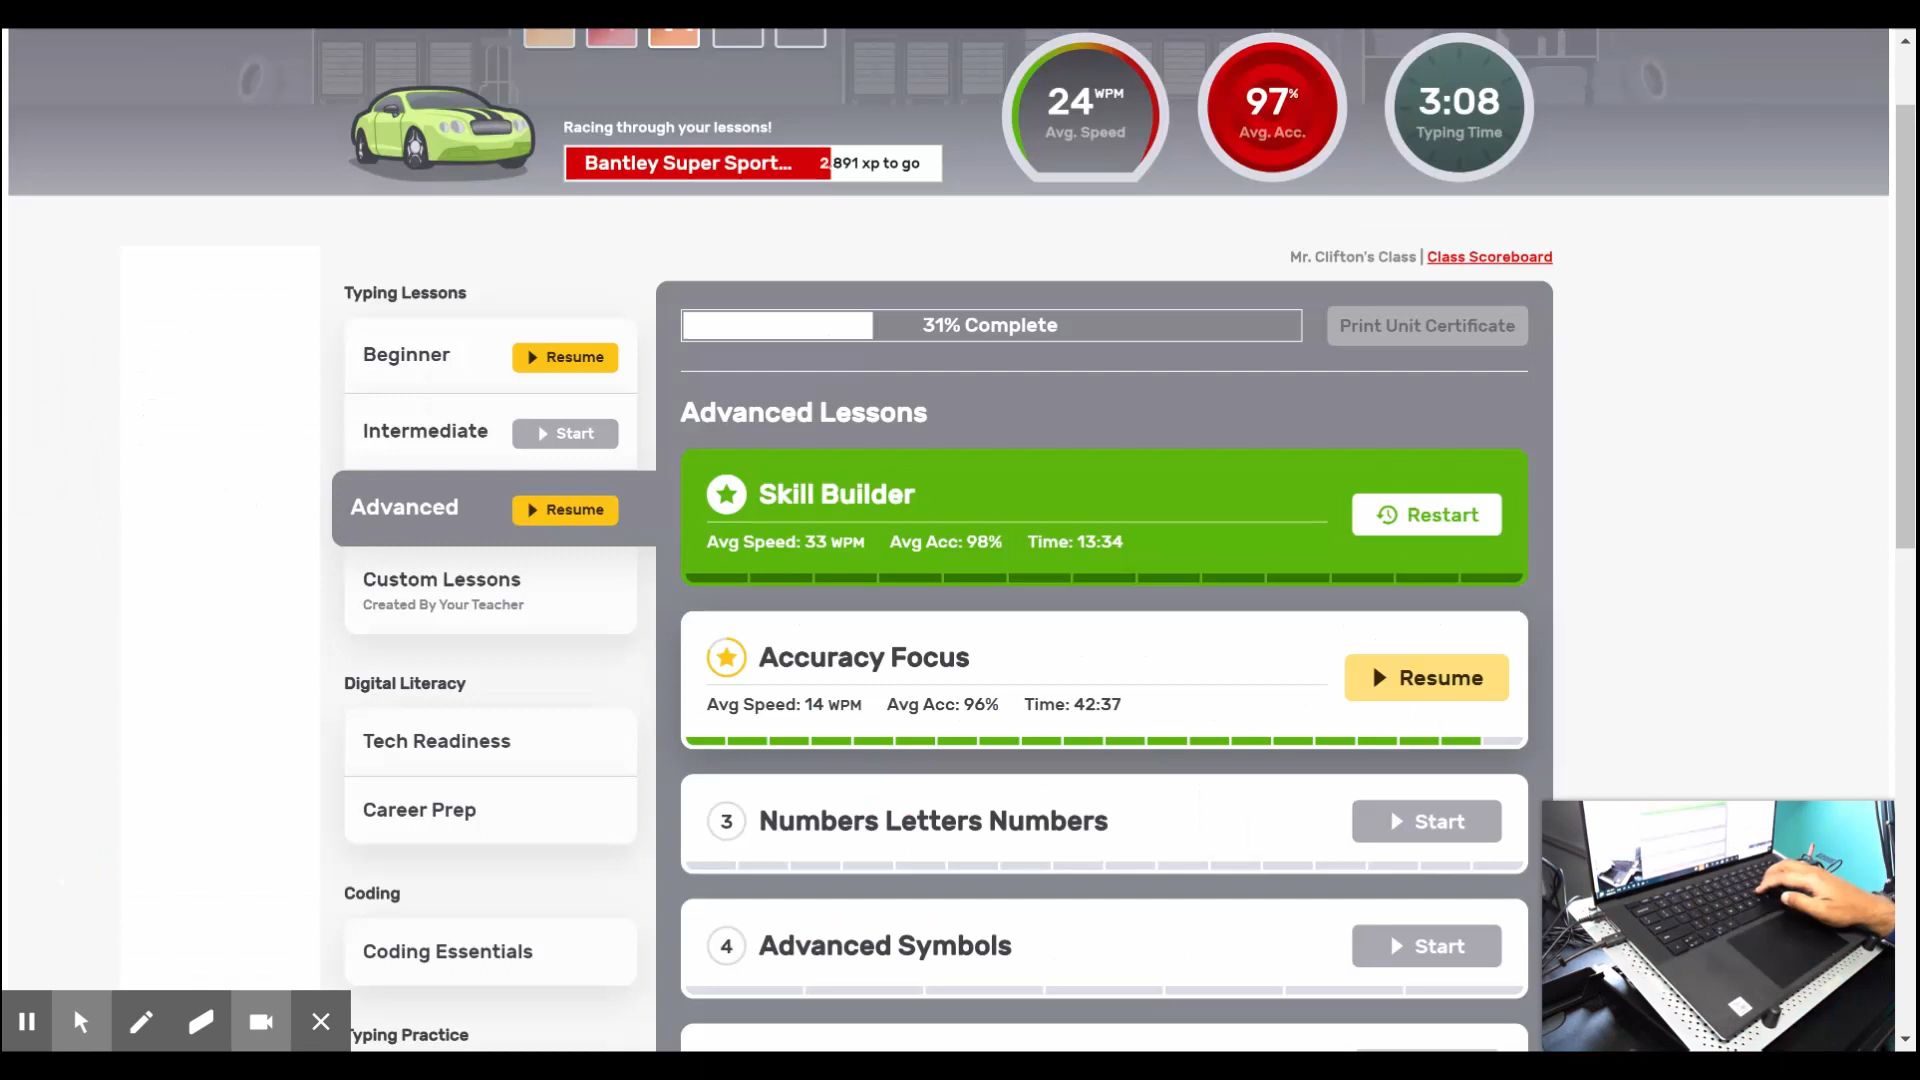 24 WPM
Avg. Speed
97%
Avg. Acc.
3:08
Typing Time
Racing through your lessons!
Bantley Super Sport... 2,891 xp to go
Mr. Clifton's Class | Class Scoreboard
Typing Lessons
Beginner
Resume
Intermediate
Start
Advanced
Resume
Custom Lessons
Created By Your Teacher
Digital Literacy
Tech Readiness
Career Prep
Coding
Coding Essentials
Typing Practice
31% Complete
Print Unit Certificate
Advanced Lessons
Skill Builder
Avg Speed: 33 WPM Avg Acc: 98% Time: 13:34
Restart
Accuracy Focus
Avg Speed: 14 WPM Avg Acc: 96% Time: 42:37
Resume
3 Numbers Letters Numbers
Start
4 Advanced Symbols
Start